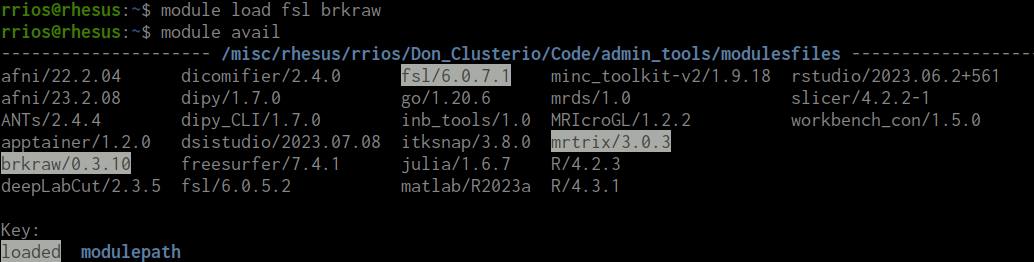 rrios@rhesus:~$ module load fsl brkraw
rrios@rhesus:~$ module avail
--------------------- /misc/rhesus/rrios/Don_Clusterio/Code/admin_tools/modulesfiles ---------------------
afni/22.2.04 dicomifier/2.4.0 fsl/6.0.7.1 minc_toolkit-v2/1.9.18 rstudio/2023.06.2+561
afni/23.2.08 dipy/1.7.0 go/1.20.6 mrds/1.0 slicer/4.2.2-1
ANTs/2.4.4 dipy_CLI/1.7.0 inb_tools/1.0 MRIcroGL/1.2.2 workbench_con/1.5.0
apptainer/1.2.0 dsistudio/2023.07.08 itksnap/3.8.0 mrtrix/3.0.3
brkraw/0.3.10 freesurfer/7.4.1 julia/1.6.7 R/4.2.3
deepLabCut/2.3.5 fsl/6.0.5.2 matlab/R2023a R/4.3.1
Key:
loaded modulepath